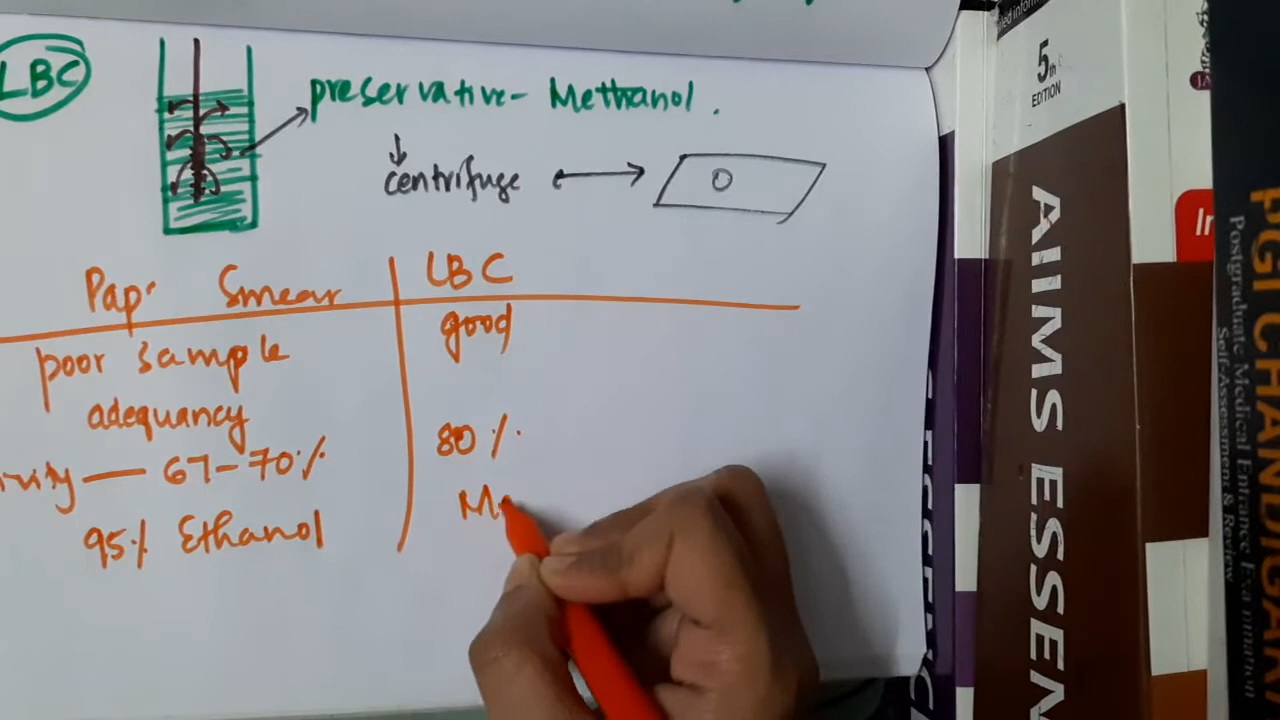 LBC
preservative - Methanol.
centrifuge
Pap. Smear LBC
poor sample good
adequancy
67-70% 80%
95% Ethanol
5th
EDITION
AIIMS ESSEN
PGI CHANDIGAR
Postgraduate Medical Entrance Examination
Self-Assessment & Review